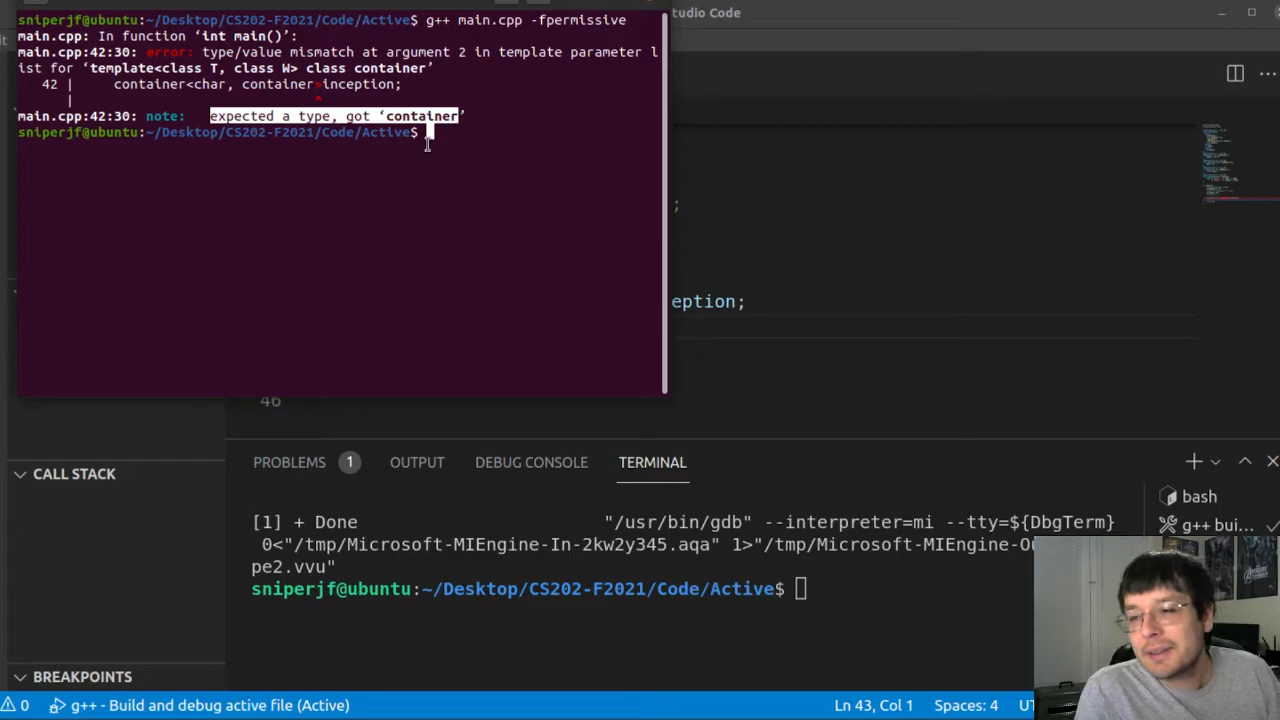 tudio Code
sniperjf@ubuntu:~/Desktop/CS202-F2021/Code/Active$ g++ main.cpp -fpermissive
main.cpp: In function ‘int main()’:
main.cpp:42:30: error: type/value mismatch at argument 2 in template parameter l
ist for ‘template<class T, class W> class container’
42 | container<char, container>inception;
| ^
main.cpp:42:30: note: expected a type, got ‘container’
sniperjf@ubuntu:~/Desktop/CS202-F2021/Code/Active$
;
eption;
46
CALL STACK
BREAKPOINTS
PROBLEMS 1 OUTPUT DEBUG CONSOLE TERMINAL
[1] + Done "/usr/bin/gdb" --interpreter=mi --tty=${DbgTerm}
0<"/tmp/Microsoft-MIEngine-In-2kw2y345.aqa" 1>"/tmp/Microsoft-MIEngine-Ou
pe2.vvu"
sniperjf@ubuntu:~/Desktop/CS202-F2021/Code/Active$
bash
g++ bui...
0 g++ - Build and debug active file (Active) Ln 43, Col 1 Spaces: 4 UT